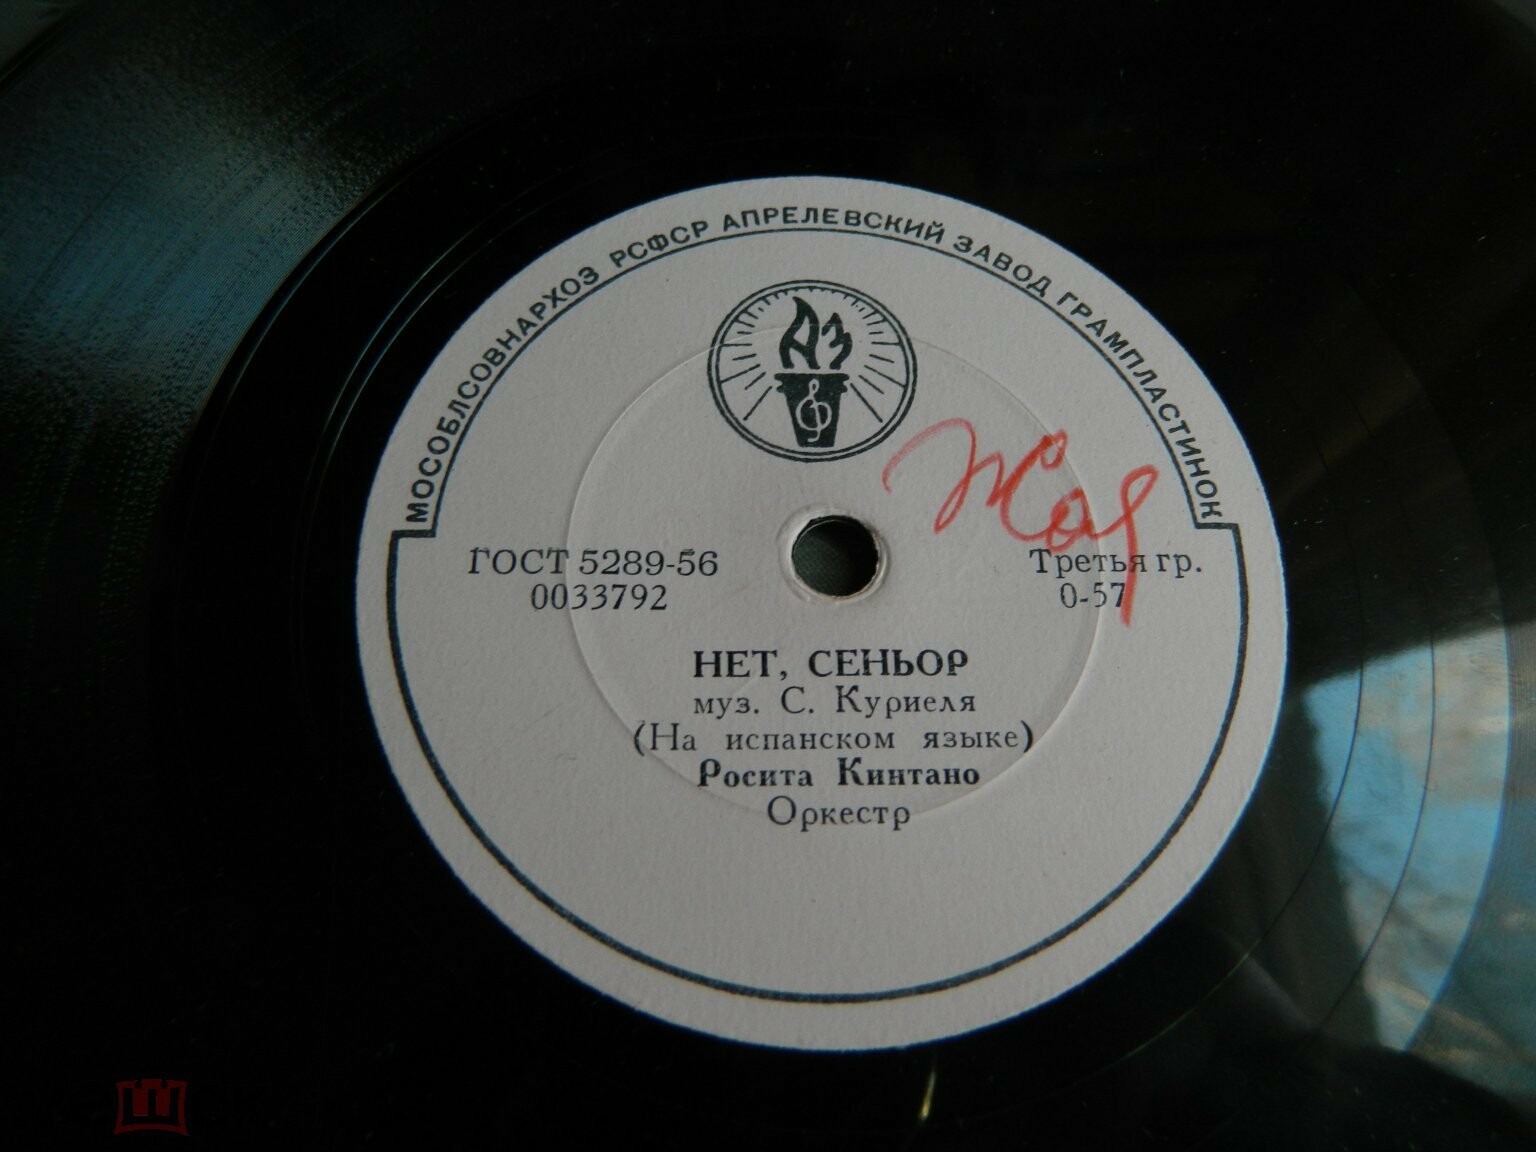 МОСОБЛСОВНАРХОЗ РСФСР АПРЕЛЕВСКИЙ ЗАВОД ГРАМПЛАСТИНОК
АЗ
ГОСТ 5289-56
0033792
Третья гр.
0-57
НЕТ, СЕНЬОР
муз. С. Куриеля
(На испанском языке)
Росита Кинтано
Оркестр